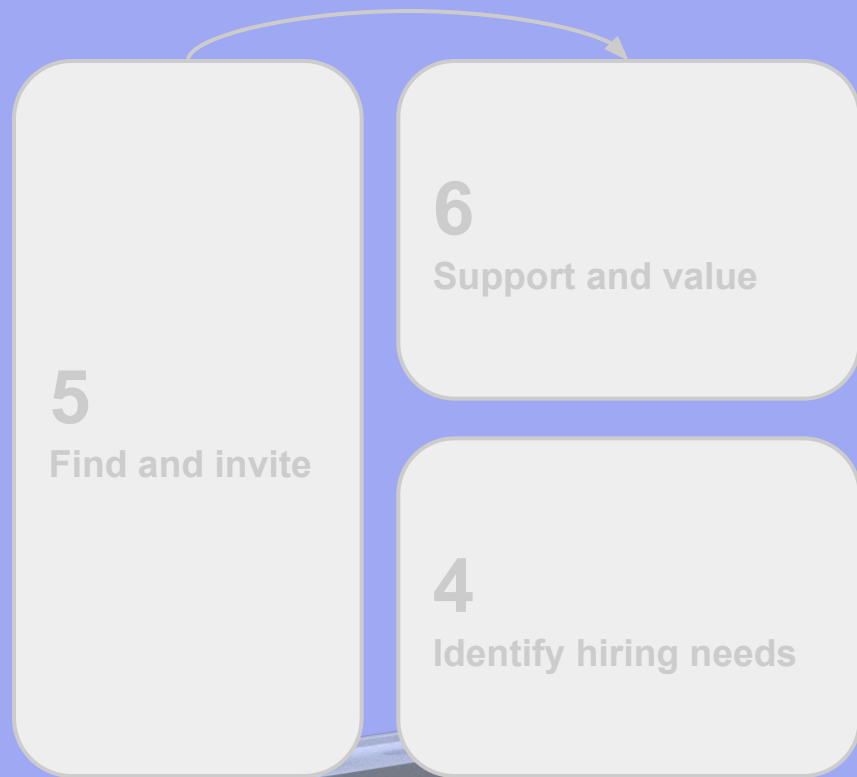 5
Find and invite
6
Support and value
4
Identify hiring needs